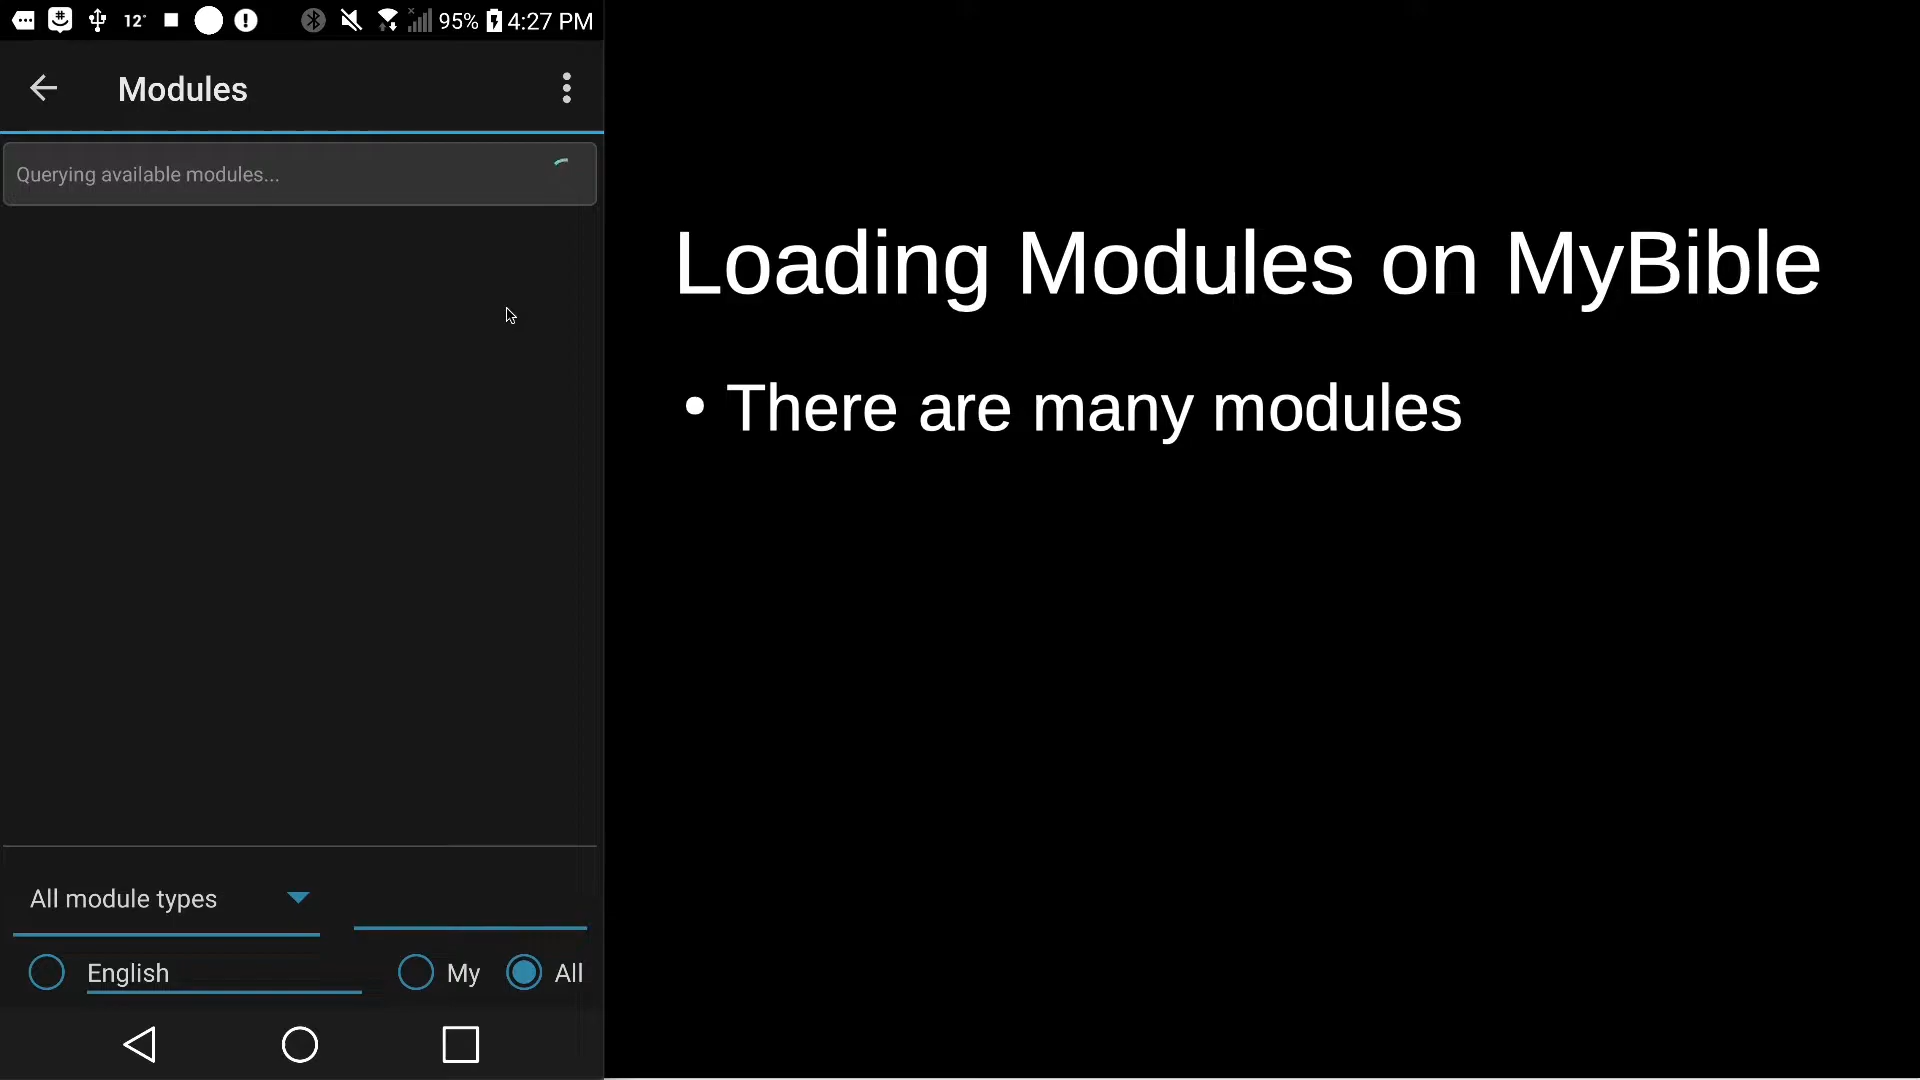 12°
95%
4:27 PM
Modules
Querying available modules...
All module types
English
My
All
Loading Modules on MyBible
• There are many modules